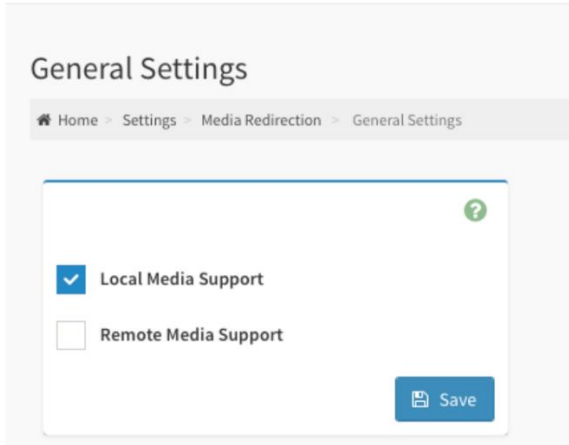 General Settings
Home > Settings > Media Redirection > General Settings
?
Local Media Support
Remote Media Support
Save